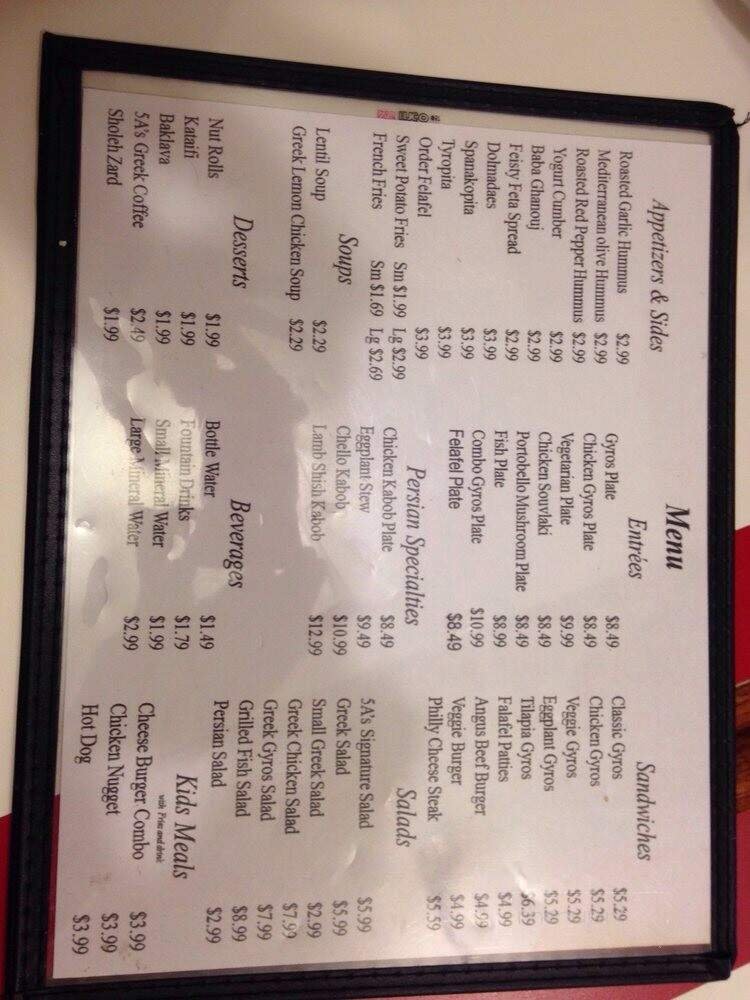 Menu
Appetizers & Sides
Roasted Garlic Hummus $2.99
Mediterranean olive Hummus $2.99
Roasted Red Pepper Hummus $2.99
Yogurt Cumber $2.99
Baba Ghanouj $2.99
Feisty Feta Spread $2.99
Dolmadaes $3.99
Spanakopita $3.99
Tyropita $3.99
Order Felafel $3.99
Sweet Potato Fries Sm $1.99 Lg $2.99
French Fries Sm $1.69 Lg $2.69
Soups
Lentil Soup $2.29
Greek Lemon Chicken Soup $2.29
Desserts
Nut Rolls $1.99
Kataifi $1.99
Baklava $1.99
5A's Greek Coffee $2.49
Sholeh Zard $1.99
Entrées
Gyros Plate $8.49
Chicken Gyros Plate $8.49
Vegetarian Plate $9.99
Chicken Souvlaki $8.49
Portobello Mushroom Plate $8.49
Fish Plate $8.99
Combo Gyros Plate $10.99
Felafel Plate $8.49
Persian Specialties
Chicken Kabob Plate $8.49
Eggplant Stew $9.49
Chello Kabob $10.99
Lamb Shish Kabob $12.99
Beverages
Bottle Water $1.49
Fountain Drinks $1.79
Small Mineral Water $1.99
Large Mineral Water $2.99
Sandwiches
Classic Gyros $5.29
Chicken Gyros $5.29
Veggie Gyros $5.29
Eggplant Gyros $5.29
Tilapia Gyros $6.39
Falafel Patties $4.99
Angus Beef Burger $4.99
Veggie Burger $4.99
Philly Cheese Steak $5.59
Salads
5A's Signature Salad $5.99
Greek Salad $5.99
Small Greek Salad $2.99
Greek Chicken Salad $7.99
Greek Gyros Salad $7.99
Grilled Fish Salad $8.99
Persian Salad $2.99
Kids Meals
with Fries and drink
Cheese Burger Combo $3.99
Chicken Nugget $3.99
Hot Dog $3.99